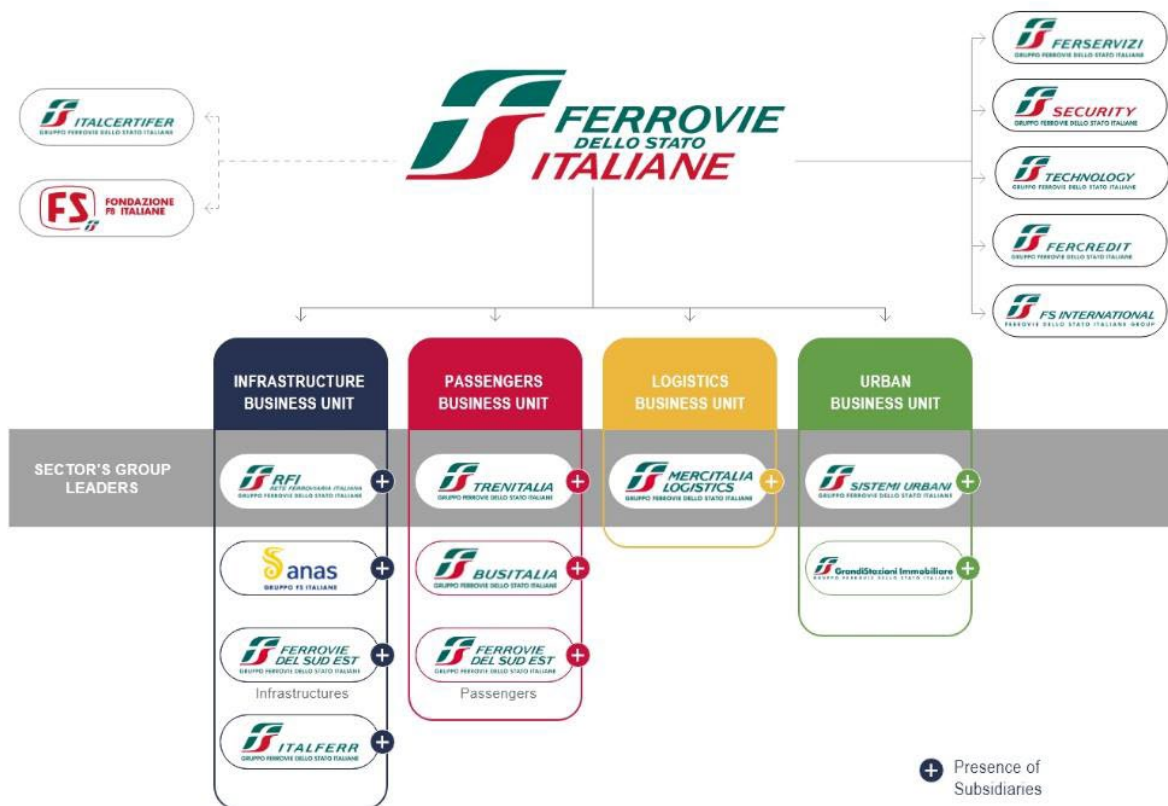 FERROVIE
DELLO STATO
ITALIANE
ITALCERTIFER
GRUPPO FERROVIE DELLO STATO ITALIANE
FS
FONDAZIONE
FS ITALIANE
FERSERVIZI
GRUPPO FERROVIE DELLO STATO ITALIANE
SECURITY
GRUPPO FERROVIE DELLO STATO ITALIANE
TECHNOLOGY
GRUPPO FERROVIE DELLO STATO ITALIANE
FERCREDIT
GRUPPO FERROVIE DELLO STATO ITALIANE
FS INTERNATIONAL
FERROVIE DELLO STATO ITALIANE GROUP
INFRASTRUCTURE
BUSINESS UNIT
PASSENGERS
BUSINESS UNIT
LOGISTICS
BUSINESS UNIT
URBAN
BUSINESS UNIT
SECTOR'S GROUP
LEADERS
RFI
RETE FERROVIARIA ITALIANA
GRUPPO FERROVIE DELLO STATO ITALIANE
TRENITALIA
GRUPPO FERROVIE DELLO STATO ITALIANE
MERCITALIA
LOGISTICS
GRUPPO FERROVIE DELLO STATO ITALIANE
SISTEMI URBANI
GRUPPO FERROVIE DELLO STATO ITALIANE
anas
GRUPPO FS ITALIANE
BUSITALIA
GRUPPO FERROVIE DELLO STATO ITALIANE
GrandiStazioni Immobiliare
GRUPPO FERROVIE DELLO STATO ITALIANE
FERROVIE
DEL SUD EST
GRUPPO FERROVIE DELLO STATO ITALIANE
Infrastructures
FERROVIE
DEL SUD EST
GRUPPO FERROVIE DELLO STATO ITALIANE
Passengers
ITALFERR
GRUPPO FERROVIE DELLO STATO ITALIANE
Presence of
Subsidiaries